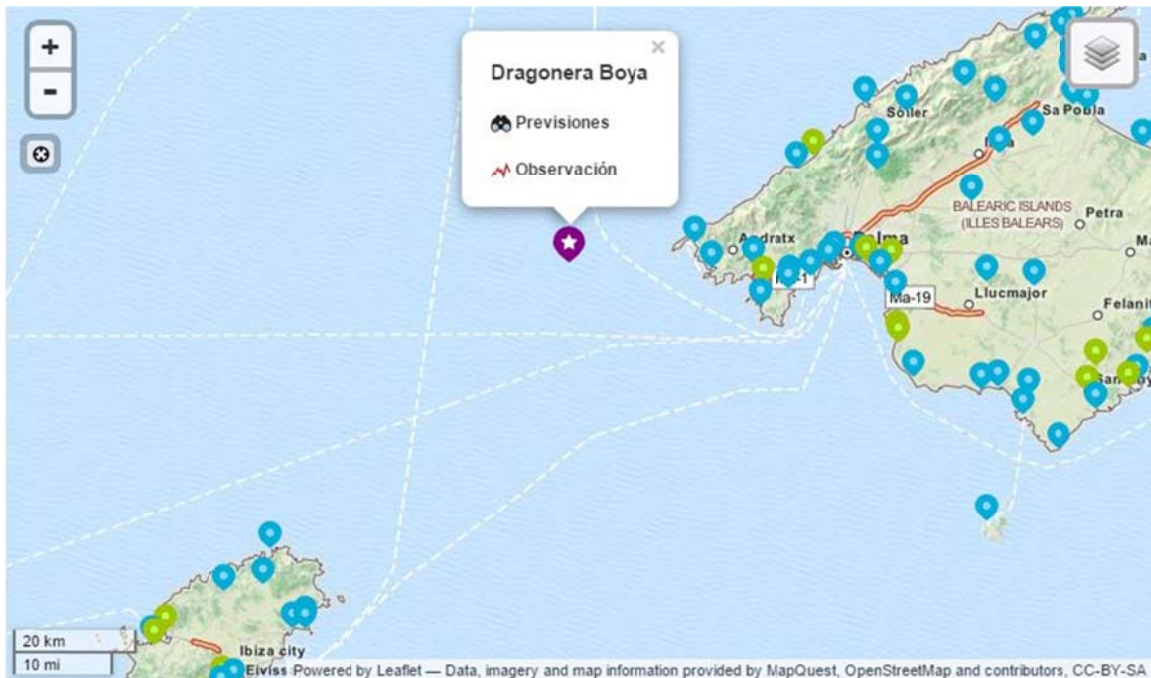 +
-
×
Dragonera Boya
Previsiones
Observación
Sóller
Sa Pobla
BALEARIC ISLANDS
(ILLES BALEARS)
Petra
Andratx
Palma
Ma-19
Llucmajor
Felanit
20 km
10 mi
Ibiza city
Eiviss
Powered by Leaflet — Data, imagery and map information provided by MapQuest, OpenStreetMap and contributors, CC-BY-SA